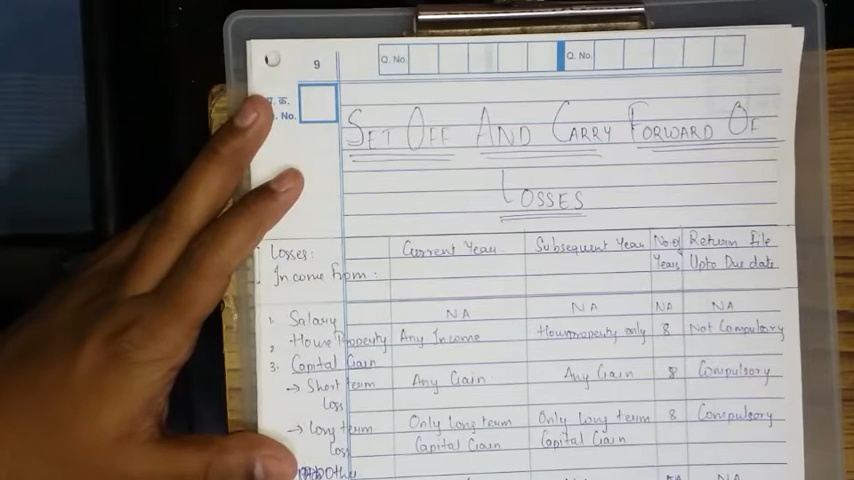 9
Q. No.
Q. No.
प्र. क्र.
No.
SET OFF AND CARRY FORWARD OF
LOSSES
Losses: Current Year Subsequent Year No. of Return File
Income from: Years Upto Due date
1. Salary NA NA NA NA
2. House Property Any Income House property only 8 Not Compulsory
3. Capital Gain
→ Short term Any Gain Any Gain 8 Compulsory
Loss
→ Long term Only Long term Only Long term 8 Compulsory
Loss Capital Gain Capital Gain
Othe NA NA